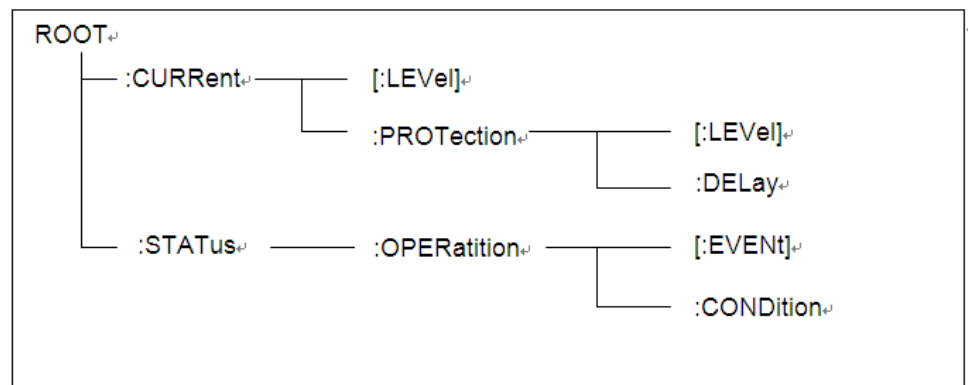 ROOT
:CURRent [:LEVel]
:PROTection [:LEVel]
:DELay
:STATus :OPERatition [:EVENt]
:CONDition